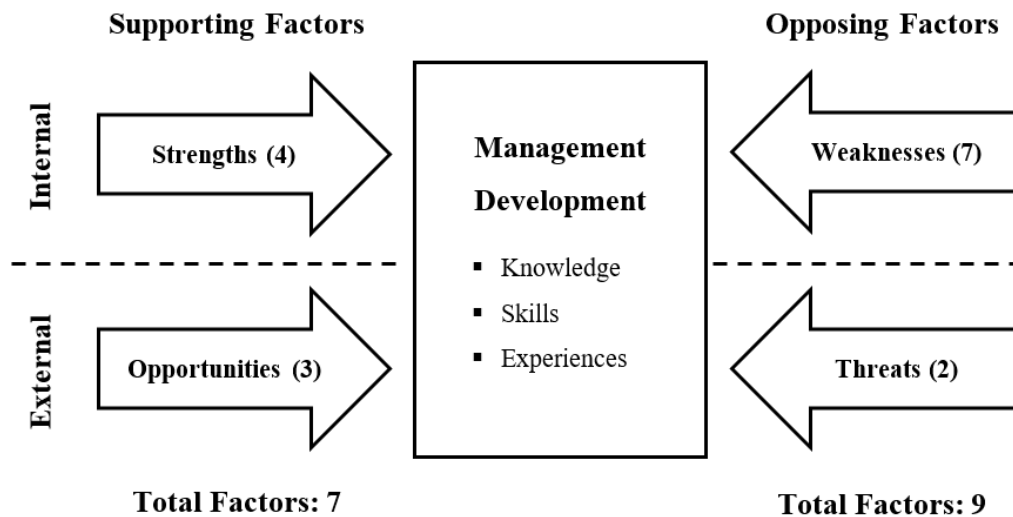 Supporting Factors
Opposing Factors
Internal
Strengths (4)
Management
Development
▪ Knowledge
▪ Skills
▪ Experiences
Weaknesses (7)
External
Opportunities (3)
Threats (2)
Total Factors: 7
Total Factors: 9